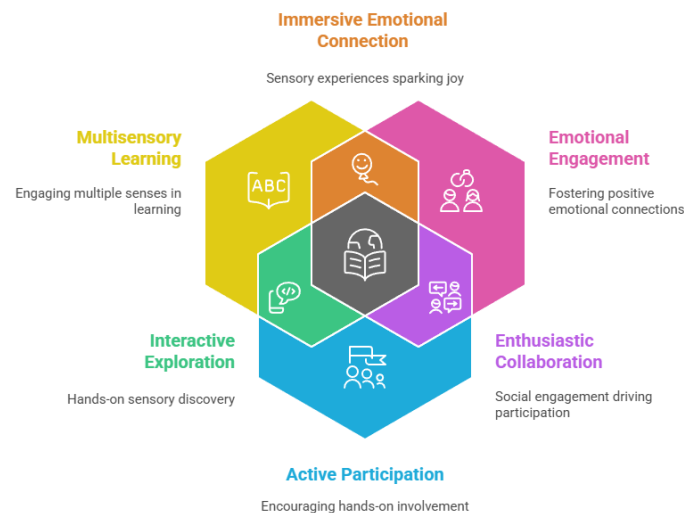 Immersive Emotional
Connection
Sensory experiences sparking joy
Multisensory
Learning
Engaging multiple senses in
learning
Emotional
Engagement
Fostering positive
emotional connections
ABC
</>
Interactive
Exploration
Hands-on sensory discovery
Enthusiastic
Collaboration
Social engagement driving
participation
Active Participation
Encouraging hands-on involvement